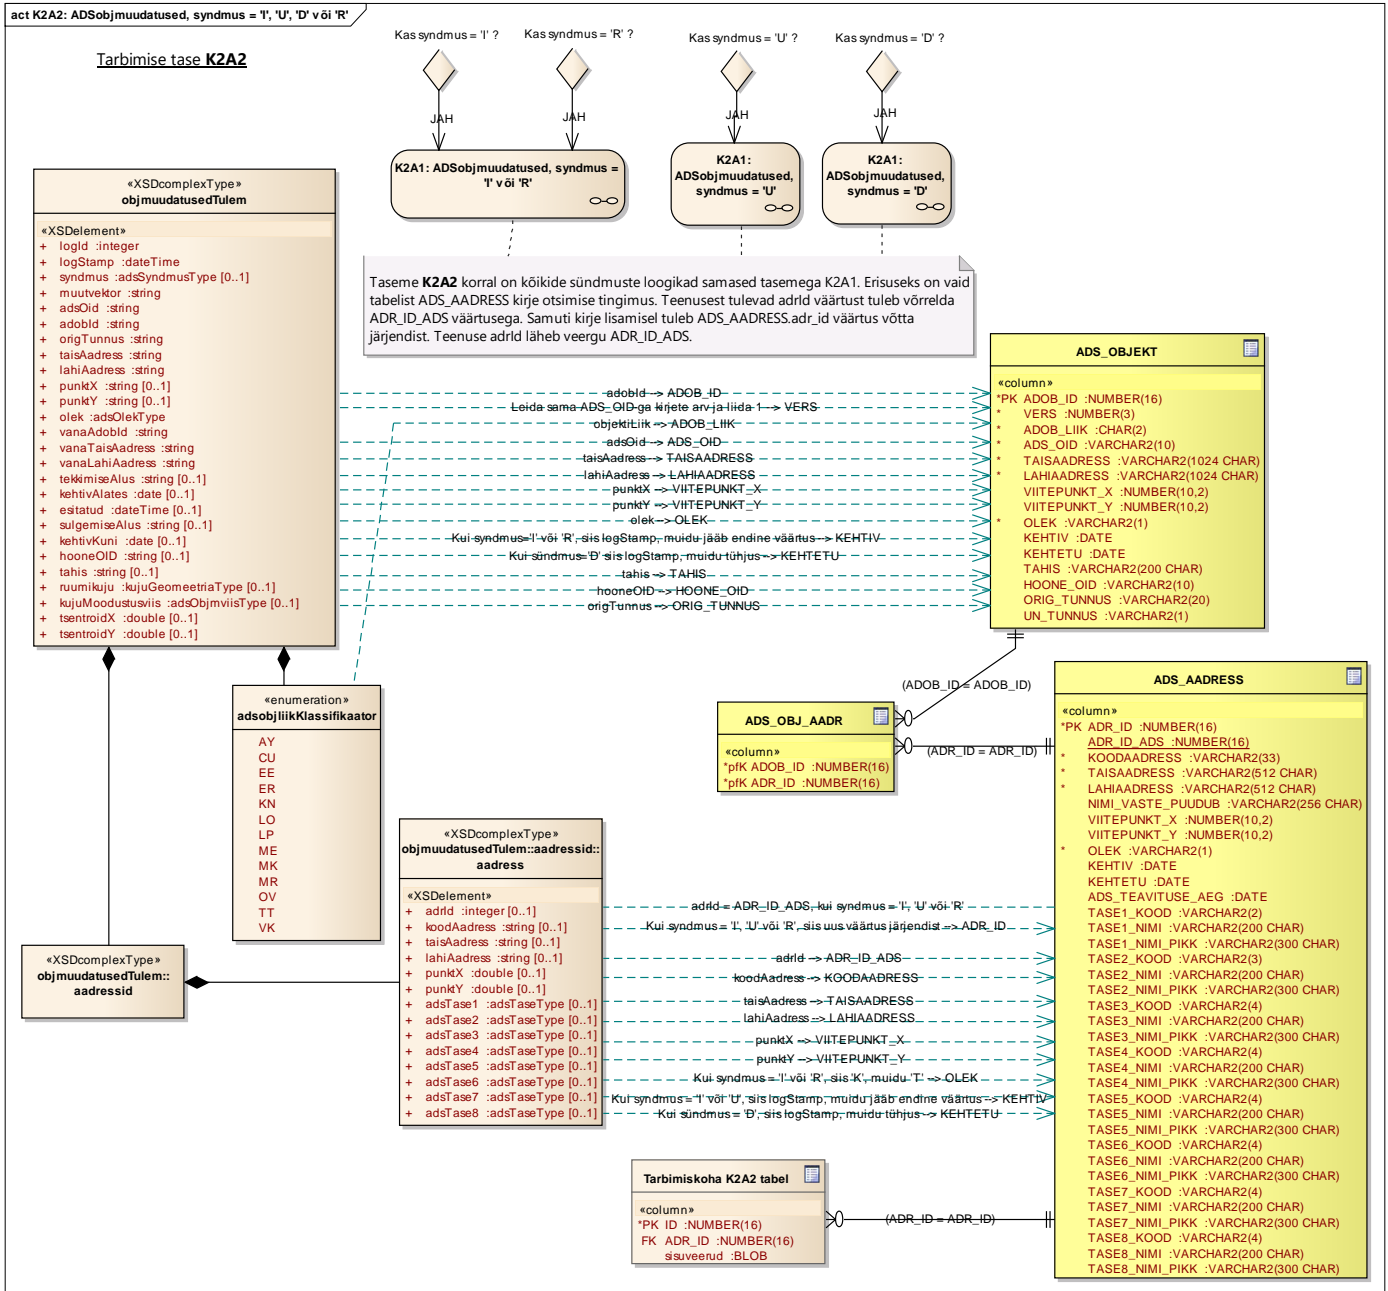 act K2A2: ADSobjmuudatused, syndmus = 'I', 'U', 'D' või 'R'
Tarbimise tase K2A2
Kas syndmus = 'I' ?
Kas syndmus = 'R' ?
Kas syndmus = 'U' ?
Kas syndmus = 'D' ?
JAH
JAH
JAH
JAH
K2A1: ADSobjmuudatused, syndmus =
'I' või 'R'
K2A1:
ADSobjmuudatused,
syndmus = 'U'
K2A1:
ADSobjmuudatused,
syndmus = 'D'
Taseme K2A2 korral on kõikide sündmuste loogikad samased tasemega K2A1. Erisuseks on vaid
tabelist ADS_AADRESS kirje otsimise tingimus. Teenusest tulevad adrId väärtust tuleb võrrelda
ADR_ID_ADS väärtusega. Samuti kirje lisamisel tuleb ADS_AADRESS.adr_id väärtus võtta
järjendist. Teenuse adrId läheb veergu ADR_ID_ADS.
«XSDcomplexType»
objmuudatusedTulem
«XSDelement»
+ logId :integer
+ logStamp :dateTime
+ syndmus :adsSyndmusType [0..1]
+ muutvektor :string
+ adsOid :string
+ adobId :string
+ origTunnus :string
+ taisAadress :string
+ lahiAadress :string
+ punktX :string [0..1]
+ punktY :string [0..1]
+ olek :adsOlekType
+ vanaAdobId :string
+ vanaTaisAadress :string
+ vanaLahiAadress :string
+ tekkimiseAlus :string [0..1]
+ kehtivAlates :date [0..1]
+ esitatud :dateTime [0..1]
+ sulgemiseAlus :string [0..1]
+ kehtivKuni :date [0..1]
+ hooneOID :string [0..1]
+ tahis :string [0..1]
+ ruumikuju :kujuGeomeetriaType [0..1]
+ kujuMoodustusviis :adsObjmviisType [0..1]
+ tsentroidX :double [0..1]
+ tsentroidY :double [0..1]
adobId --> ADOB_ID
Leida sama ADS_OID-ga kirjete arv ja liida 1 --> VERS
objektiLiik --> ADOB_LIIK
adsOid --> ADS_OID
taisAadress --> TAISAADRESS
lahiAadress --> LAHIAADRESS
punktX --> VIITEPUNKT_X
punktY --> VIITEPUNKT_Y
olek --> OLEK
Kui syndmus='I' või 'R', siis logStamp, muidu jääb endine väärtus --> KEHTIV
Kui sündmus='D' siis logStamp, muidu tühjus --> KEHTETU
tahis --> TAHIS
hooneOID --> HOONE_OID
origTunnus --> ORIG_TUNNUS
ADS_OBJEKT
«column»
*PK ADOB_ID :NUMBER(16)
* VERS :NUMBER(3)
* ADOB_LIIK :CHAR(2)
* ADS_OID :VARCHAR2(10)
* TAISAADRESS :VARCHAR2(1024 CHAR)
* LAHIAADRESS :VARCHAR2(1024 CHAR)
VIITEPUNKT_X :NUMBER(10,2)
VIITEPUNKT_Y :NUMBER(10,2)
* OLEK :VARCHAR2(1)
KEHTIV :DATE
KEHTETU :DATE
TAHIS :VARCHAR2(200 CHAR)
HOONE_OID :VARCHAR2(10)
ORIG_TUNNUS :VARCHAR2(20)
UN_TUNNUS :VARCHAR2(1)
(ADOB_ID = ADOB_ID)
«enumeration»
adsobjliikKlassifikaator
AY
CU
EE
ER
KN
LO
LP
ME
MK
MR
OV
TT
VK
ADS_OBJ_AADR
«column»
*pfK ADOB_ID :NUMBER(16)
*pfK ADR_ID :NUMBER(16)
(ADR_ID = ADR_ID)
ADS_AADRESS
«column»
*PK ADR_ID :NUMBER(16)
ADR_ID_ADS :NUMBER(16)
* KOODAADRESS :VARCHAR2(33)
* TAISAADRESS :VARCHAR2(512 CHAR)
* LAHIAADRESS :VARCHAR2(512 CHAR)
NIMI_VASTE_PUUDUB :VARCHAR2(256 CHAR)
VIITEPUNKT_X :NUMBER(10,2)
VIITEPUNKT_Y :NUMBER(10,2)
* OLEK :VARCHAR2(1)
KEHTIV :DATE
KEHTETU :DATE
ADS_TEAVITUSE_AEG :DATE
TASE1_KOOD :VARCHAR2(2)
TASE1_NIMI :VARCHAR2(200 CHAR)
TASE1_NIMI_PIKK :VARCHAR2(300 CHAR)
TASE2_KOOD :VARCHAR2(3)
TASE2_NIMI :VARCHAR2(200 CHAR)
TASE2_NIMI_PIKK :VARCHAR2(300 CHAR)
TASE3_KOOD :VARCHAR2(4)
TASE3_NIMI :VARCHAR2(200 CHAR)
TASE3_NIMI_PIKK :VARCHAR2(300 CHAR)
TASE4_KOOD :VARCHAR2(4)
TASE4_NIMI :VARCHAR2(200 CHAR)
TASE4_NIMI_PIKK :VARCHAR2(300 CHAR)
TASE5_KOOD :VARCHAR2(4)
TASE5_NIMI :VARCHAR2(200 CHAR)
TASE5_NIMI_PIKK :VARCHAR2(300 CHAR)
TASE6_KOOD :VARCHAR2(4)
TASE6_NIMI :VARCHAR2(200 CHAR)
TASE6_NIMI_PIKK :VARCHAR2(300 CHAR)
TASE7_KOOD :VARCHAR2(4)
TASE7_NIMI :VARCHAR2(200 CHAR)
TASE7_NIMI_PIKK :VARCHAR2(300 CHAR)
TASE8_KOOD :VARCHAR2(4)
TASE8_NIMI :VARCHAR2(200 CHAR)
TASE8_NIMI_PIKK :VARCHAR2(300 CHAR)
«XSDcomplexType»
objmuudatusedTulem::aadressid::
aadress
«XSDelement»
+ adrId :integer [0..1]
+ koodAadress :string [0..1]
+ taisAadress :string [0..1]
+ lahiAadress :string [0..1]
+ punktX :double [0..1]
+ punktY :double [0..1]
+ adsTase1 :adsTaseType [0..1]
+ adsTase2 :adsTaseType [0..1]
+ adsTase3 :adsTaseType [0..1]
+ adsTase4 :adsTaseType [0..1]
+ adsTase5 :adsTaseType [0..1]
+ adsTase6 :adsTaseType [0..1]
+ adsTase7 :adsTaseType [0..1]
+ adsTase8 :adsTaseType [0..1]
adrId = ADR_ID_ADS, kui syndmus = 'I', 'U' või 'R'
Kui syndmus = 'I', 'U' või 'R', siis uus väärtus järjendist --> ADR_ID
adrId --> ADR_ID_ADS
koodAadress --> KOODAADRESS
taisAadress --> TAISAADRESS
lahiAadress --> LAHIAADRESS
punktX --> VIITEPUNKT_X
punktY --> VIITEPUNKT_Y
Kui syndmus = 'I' või 'R', siis 'K', muidu 'T' --> OLEK
Kui syndmus = 'I' või 'U', siis logStamp, muidu jääb endine väärtus --> KEHTIV
Kui sündmus = 'D', siis logStamp, muidu tühjus --> KEHTETU
«XSDcomplexType»
objmuudatusedTulem::
aadressid
Tarbimiskoha K2A2 tabel
«column»
*PK ID :NUMBER(16)
FK ADR_ID :NUMBER(16)
sisuveerud :BLOB
(ADR_ID = ADR_ID)